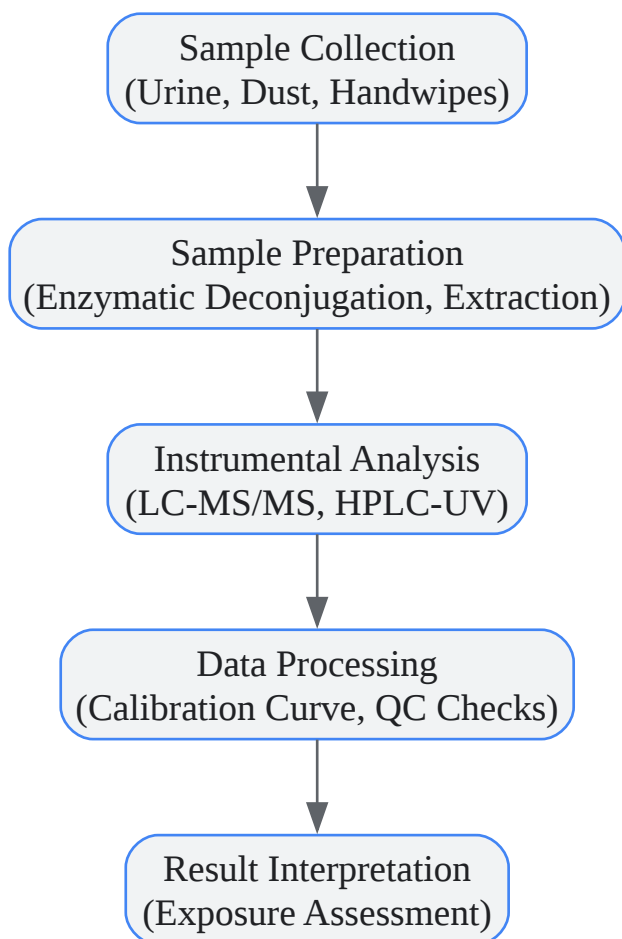 Sample Collection
(Urine, Dust, Handwipes)
Sample Preparation
(Enzymatic Deconjugation, Extraction)
Instrumental Analysis
(LC-MS/MS, HPLC-UV)
Data Processing
(Calibration Curve, QC Checks)
Result Interpretation
(Exposure Assessment)